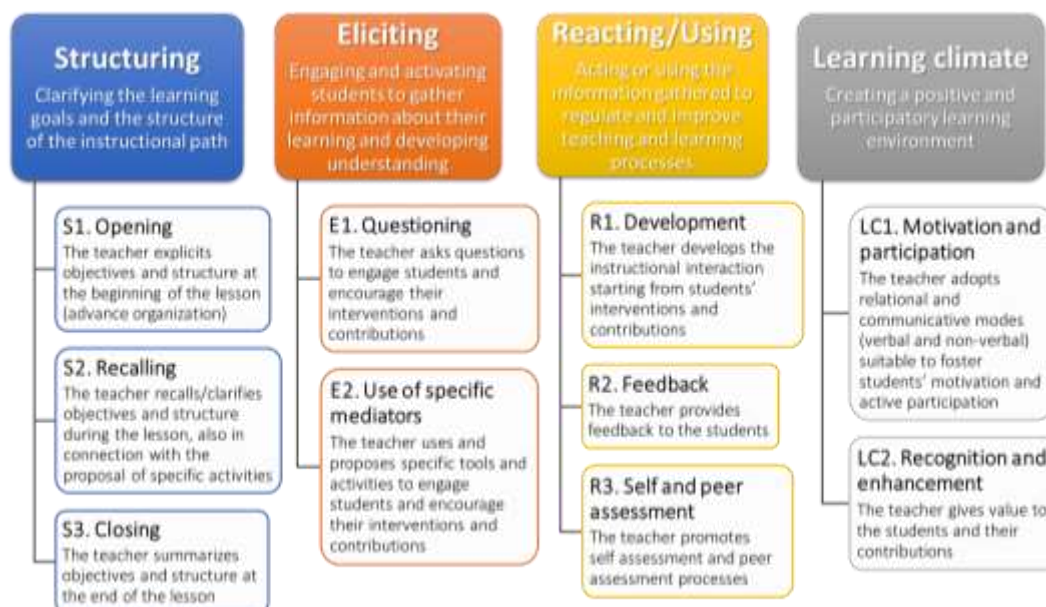 Structuring
Clarifying the learning
goals and the structure
of the instructional path
S1. Opening
The teacher explicits
objectives and structure at
the beginning of the lesson
(advance organization)
S2. Recalling
The teacher recalls/clarifies
objectives and structure
during the lesson, also in
connection with the
proposal of specific activities
S3. Closing
The teacher summarizes
objectives and structure at
the end of the lesson
Eliciting
Engaging and activating
students to gather
information about their
learning and developing
understanding
E1. Questioning
The teacher asks questions
to engage students and
encourage their
interventions and
contributions
E2. Use of specific
mediators
The teacher uses and
proposes specific tools and
activities to engage
students and encourage
their interventions and
contributions
Reacting/Using
Acting or using the
information gathered to
regulate and improve
teaching and learning
processes
R1. Development
The teacher develops the
instructional interaction
starting from students'
interventions and
contributions
R2. Feedback
The teacher provides
feedback to the students
R3. Self and peer
assessment
The teacher promotes
self assessment and peer
assessment processes
Learning climate
Creating a positive and
participatory learning
environment
LC1. Motivation and
participation
The teacher adopts
relational and
communicative modes
(verbal and non-verbal)
suitable to foster
students' motivation and
active participation
LC2. Recognition and
enhancement
The teacher gives value to
the students and their
contributions